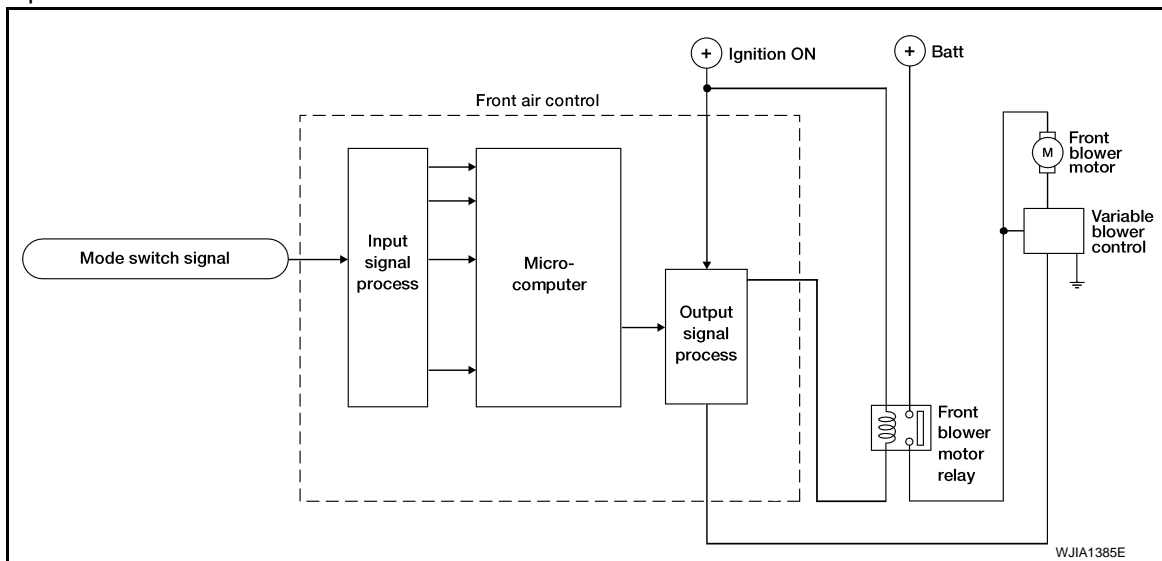 +
Ignition ON
+
Batt
Front air control
M
Front
blower
motor
Variable
blower
control
Mode switch signal
Input
signal
process
Micro-
computer
Output
signal
process
Front
blower
motor
relay
WJIA1385E